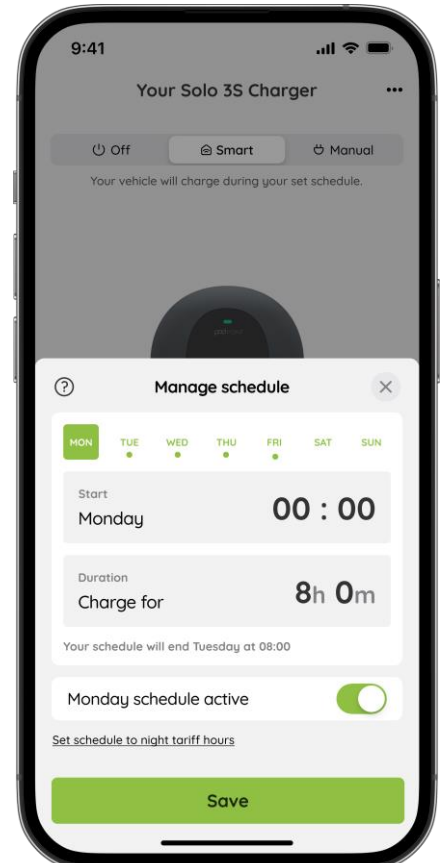 9:41
Your Solo 3S Charger
Off Smart Manual
Your vehicle will charge during your set schedule.
? Manage schedule
MON TUE WED THU FRI SAT SUN
Start
Monday 00 : 00
Duration
Charge for 8h 0m
Your schedule will end Tuesday at 08:00
Monday schedule active
Set schedule to night tariff hours
Save